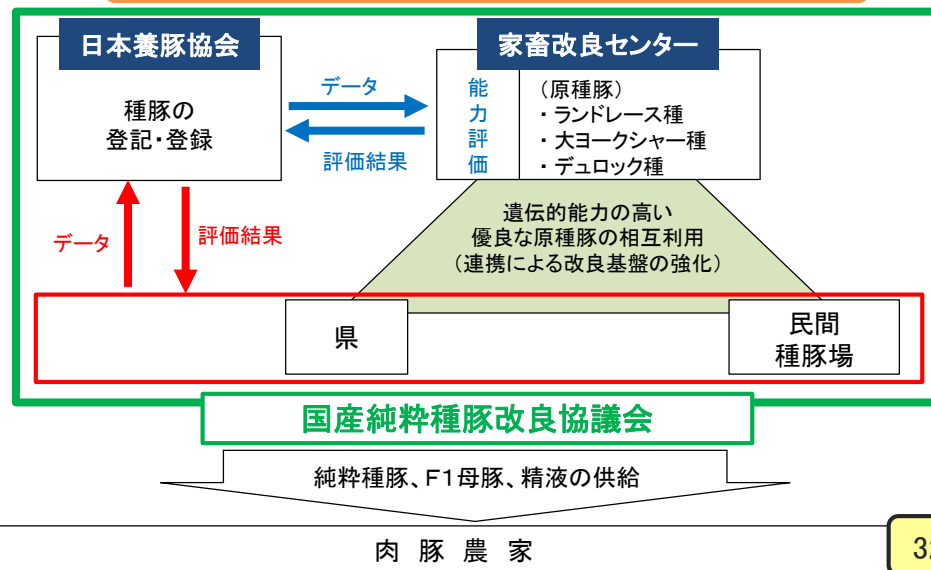 日本養豚協会
種豚の
登記・登録
データ
評価結果
家畜改良センター
能力評価
(原種豚)
・ランドレース種
・大ヨークシャー種
・デュロック種
データ
評価結果
遺伝的能力の高い
優良な原種豚の相互利用
(連携による改良基盤の強化)
県
民間
種豚場
国産純粋種豚改良協議会
純粋種豚、F1母豚、精液の供給
肉豚農家